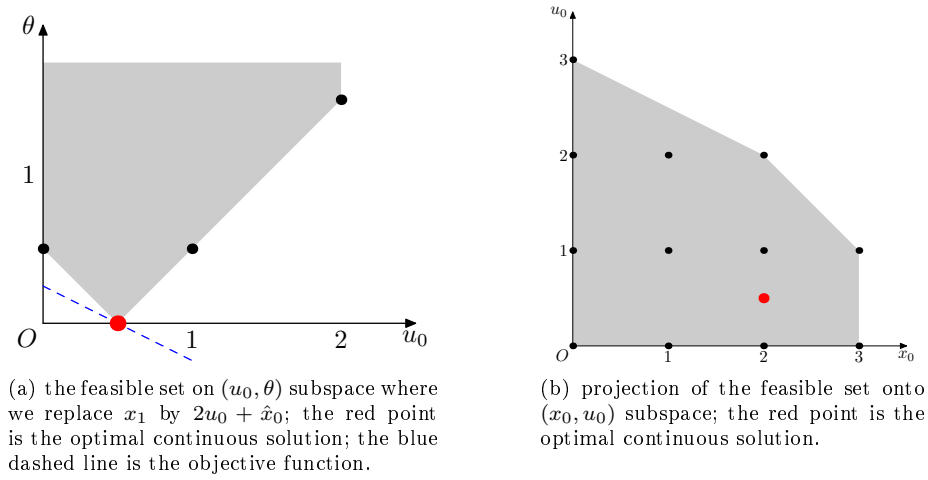 θ
1
O
1
2
u₀
(a) the feasible set on (u₀, θ) subspace where
we replace x₁ by 2u₀ + x̂₀; the red point
is the optimal continuous solution; the blue
dashed line is the objective function.
u₀
3
2
1
O
1
2
3
x₀
(b) projection of the feasible set onto
(x₀, u₀) subspace; the red point is the
optimal continuous solution.